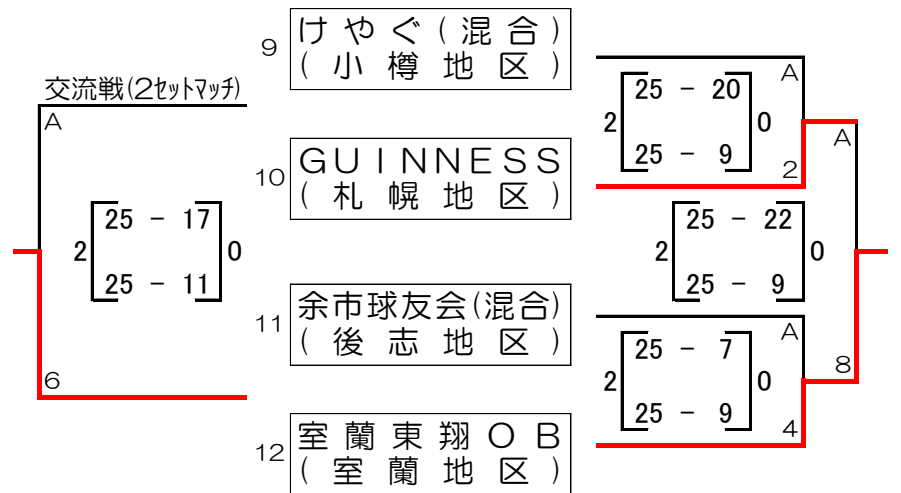 交流戦(2セットマッチ)
A
2
25 - 17
25 - 11
0
6
9
けやぐ(混合)
(小樽地区)
10
GUINNESS
(札幌地区)
11
余市球友会(混合)
(後志地区)
12
室蘭東翔OB
(室蘭地区)
A
2
25 - 20
25 - 9
0
2
A
2
25 - 22
25 - 9
0
8
A
2
25 - 7
25 - 9
0
4